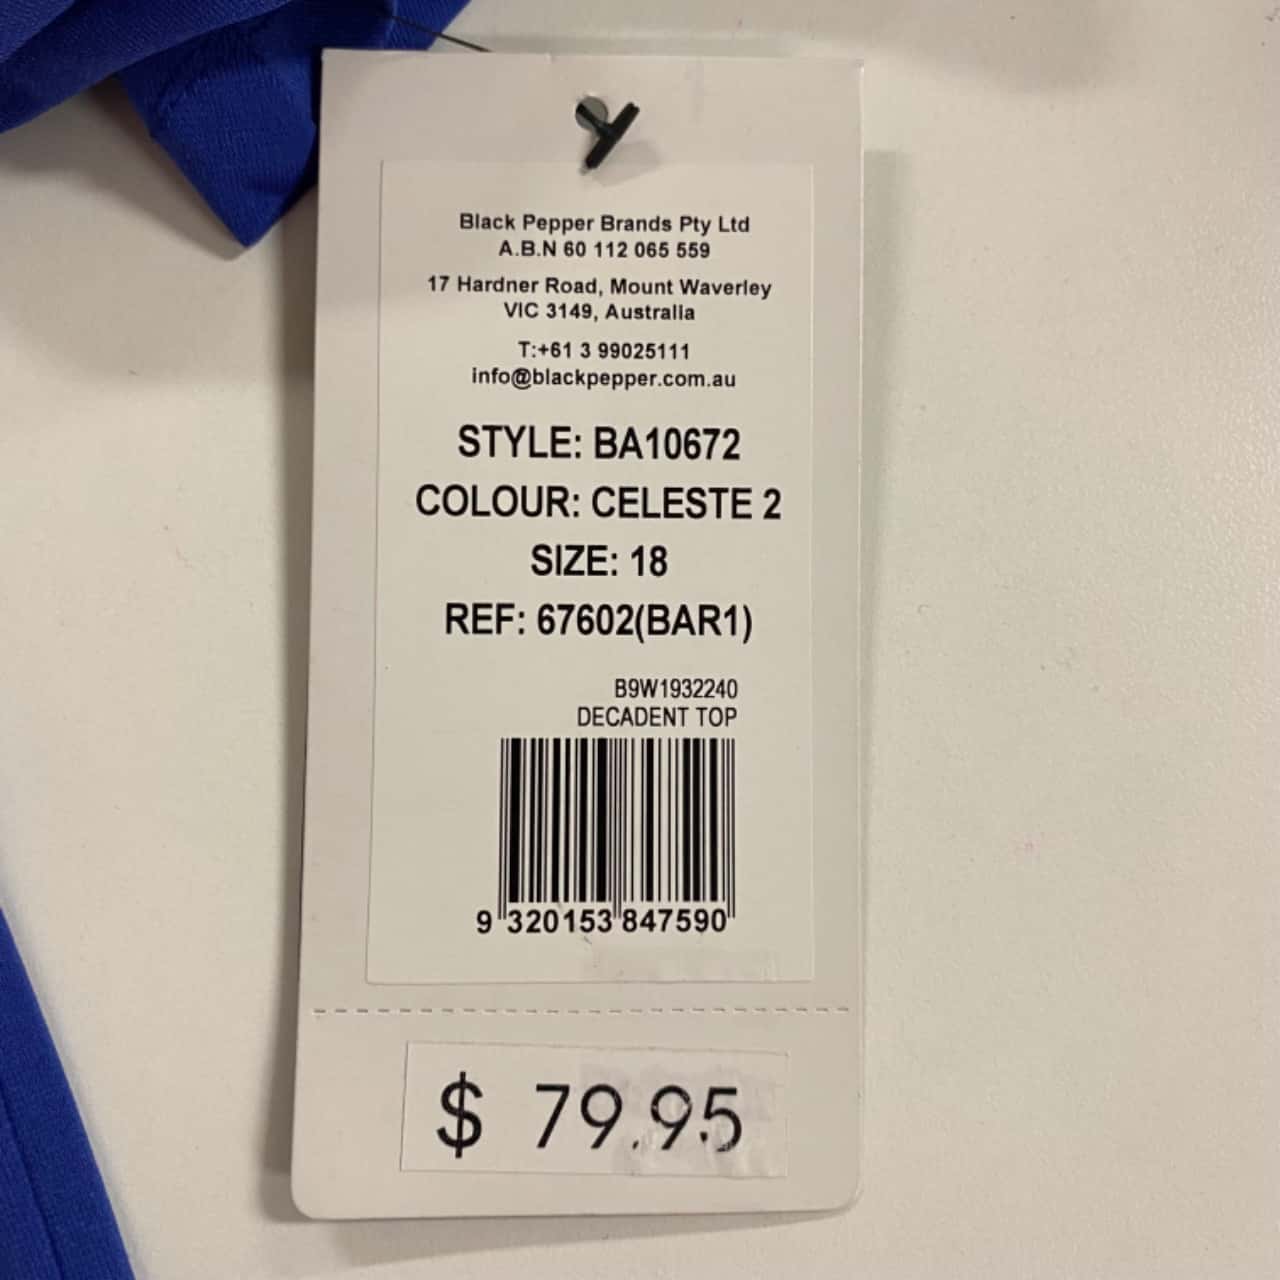 Black Pepper Brands Pty Ltd
A.B.N 60 112 065 559
17 Hardner Road, Mount Waverley
VIC 3149, Australia
T:+61 3 99025111
info@blackpepper.com.au
STYLE: BA10672
COLOUR: CELESTE 2
SIZE: 18
REF: 67602(BAR1)
B9W1932240
DECADENT TOP
9 320153 847590
$ 79.95